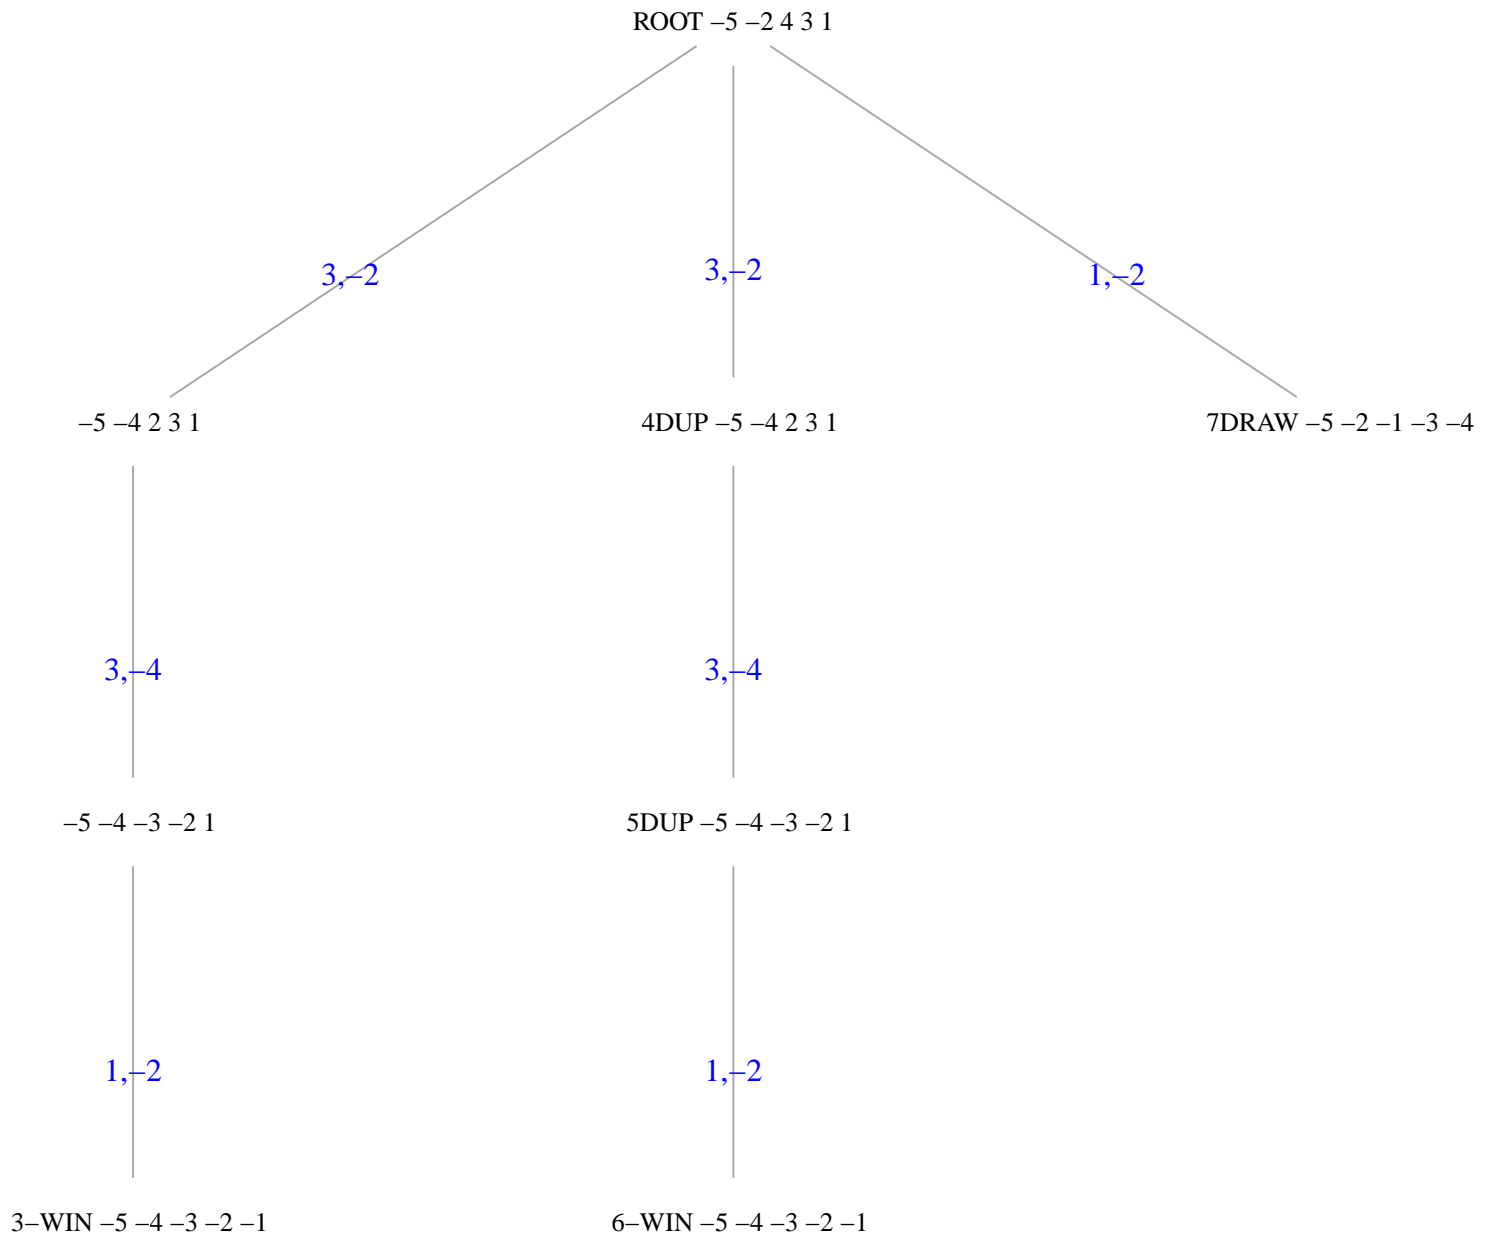 ROOT –5 –2 4 3 1
3,–2
3,–2
1,–2
–5 –4 2 3 1
4DUP –5 –4 2 3 1
7DRAW –5 –2 –1 –3 –4
3,–4
3,–4
–5 –4 –3 –2 1
5DUP –5 –4 –3 –2 1
1,–2
1,–2
3–WIN –5 –4 –3 –2 –1
6–WIN –5 –4 –3 –2 –1